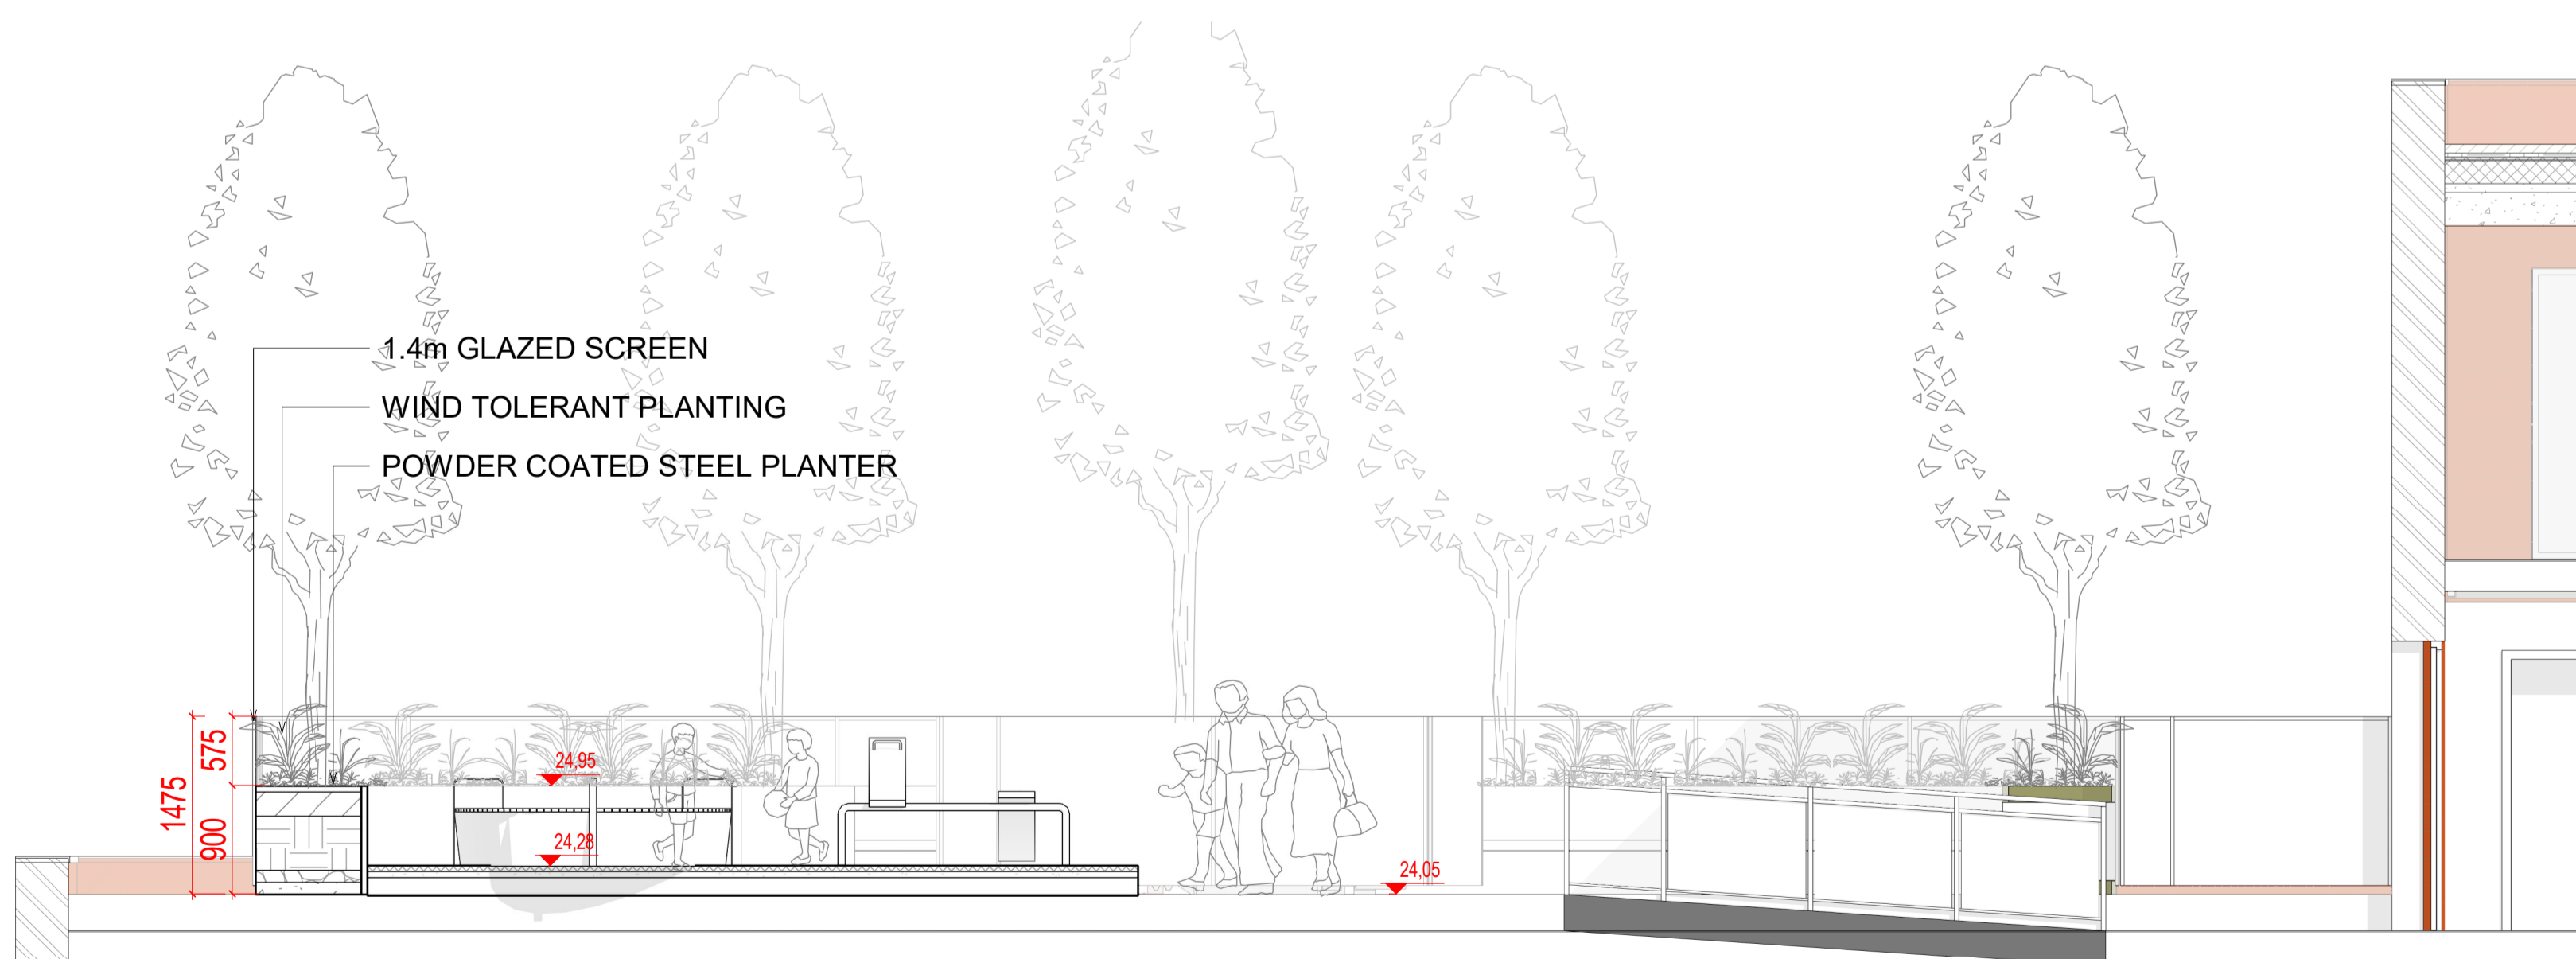 1.4m GLAZED SCREEN
WIND TOLERANT PLANTING
POWDER COATED STEEL PLANTER
1475
575
900
24,95
24,28
24,05